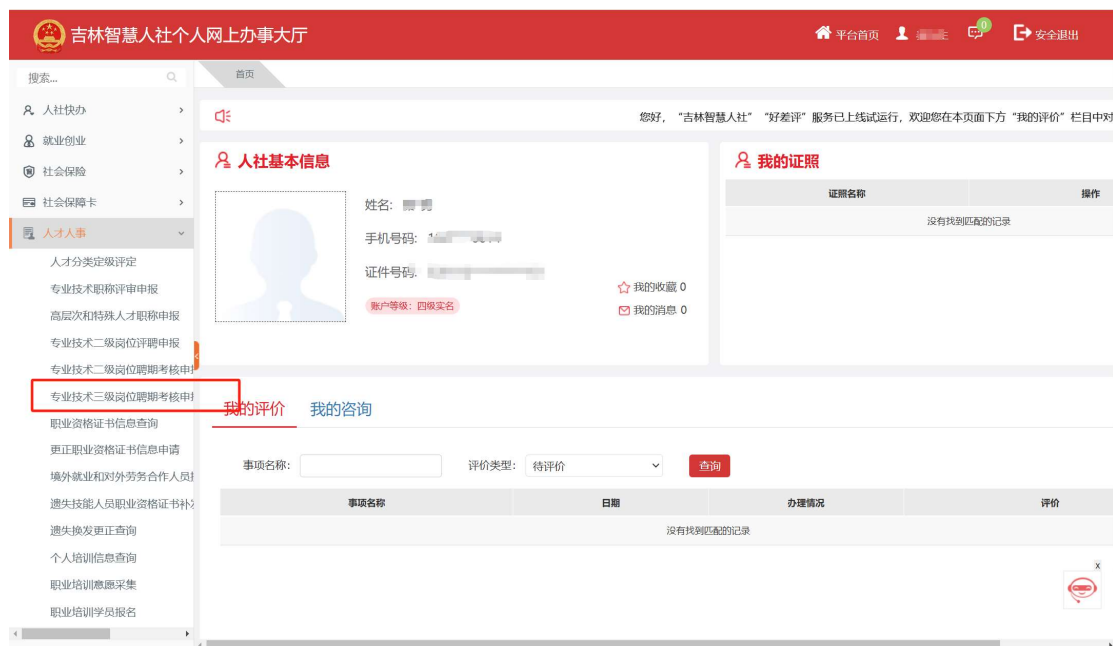 吉林智慧人社个人网上办事大厅
平台首页
0
安全退出
搜索...
首页
人社快办
就业创业
社会保险
社会保障卡
人才人事
人才分类定级评定
专业技术职称评审申报
高层次和特殊人才职称申报
专业技术二级岗位评聘申报
专业技术二级岗位聘期考核申
专业技术三级岗位聘期考核申
职业资格证书信息查询
更正职业资格证书信息申请
境外就业和对外劳务合作人员
遗失技能人员职业资格证书补
遗失换发更正查询
个人培训信息查询
职业培训意愿采集
职业培训学员报名
您好，“吉林智慧人社”“好差评”服务已上线试运行，欢迎您在本页面下方“我的评价”栏目中对
人社基本信息
姓名:
手机号码:
证件号码:
账户等级：四级实名
我的收藏 0
我的消息 0
我的证照
证照名称 操作
没有找到匹配的记录
我的评价 我的咨询
事项名称: 评价类型: 待评价 查询
事项名称 日期 办理情况 评价
没有找到匹配的记录
x